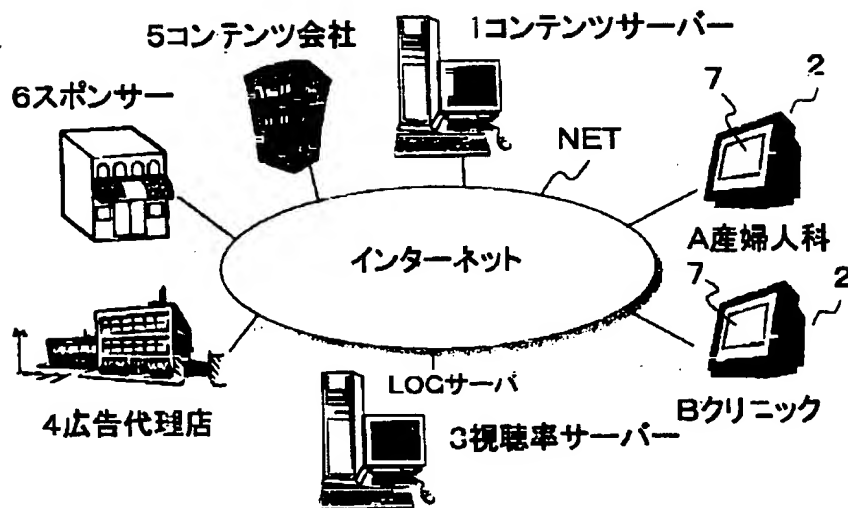 5コンテンツ会社
1コンテンツサーバー
6スポンサー
7
2
NET
A産婦人科
インターネット
7
2
LOGサーバ
Bクリニック
4広告代理店
3視聴率サーバー